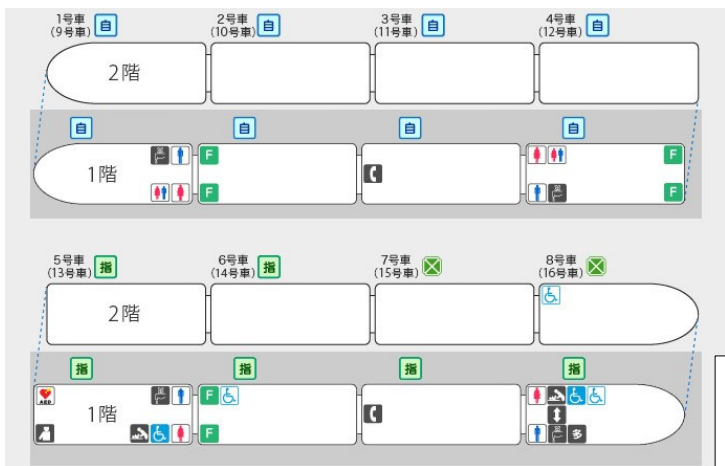 1号車 自 2号車 自 3号車 自 4号車 自
(9号車) (10号車) (11号車) (12号車)
2階
自 自 自 自
F F
1階
F F
5号車 指 6号車 指 7号車 8号車
(13号車) (14号車) (15号車) (16号車)
2階
指 指 指 指
AED F
1階
F 多